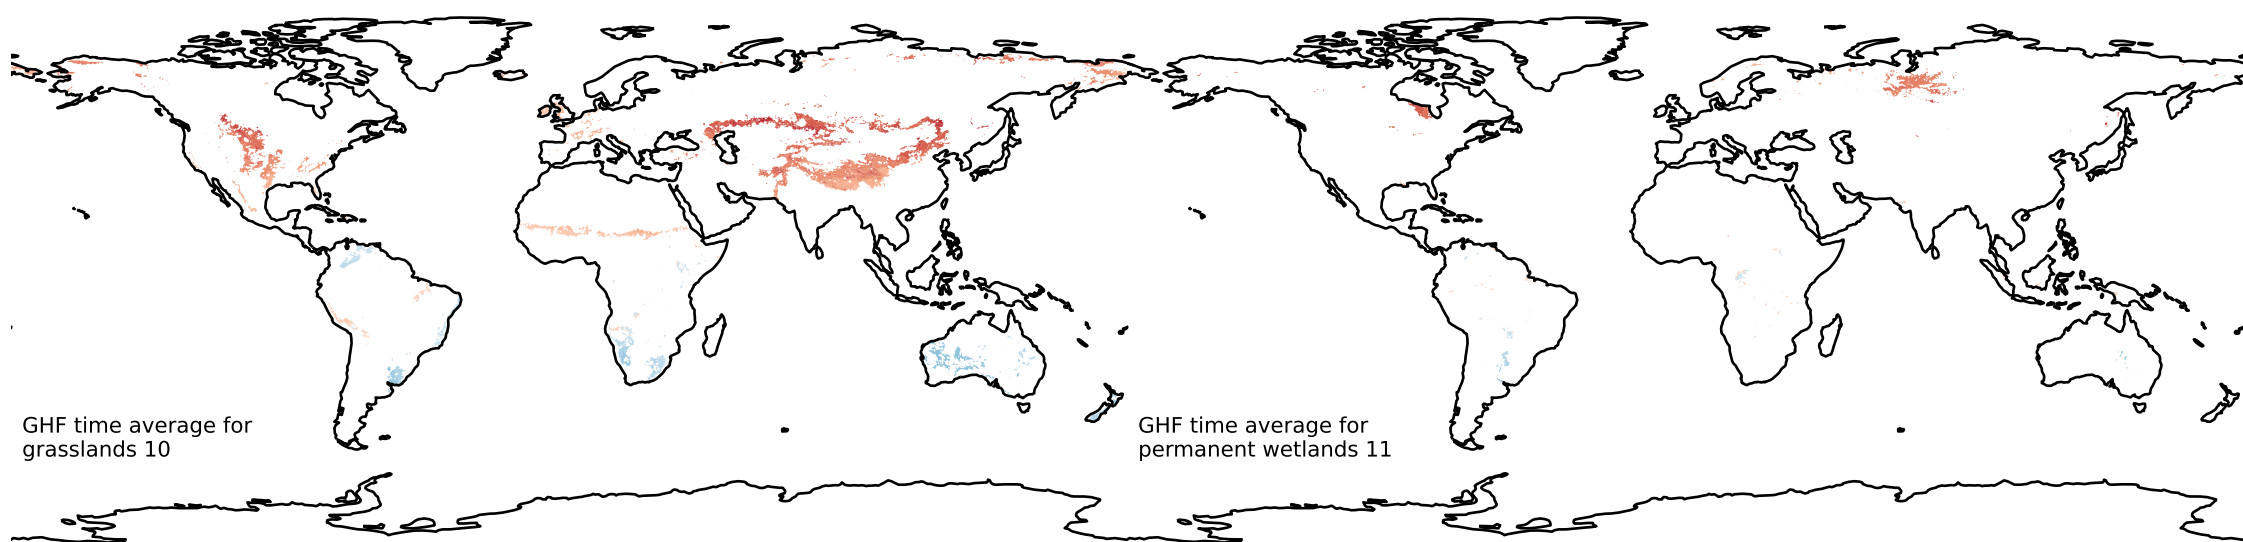 GHF time average for
grasslands 10
GHF time average for
permanent wetlands 11